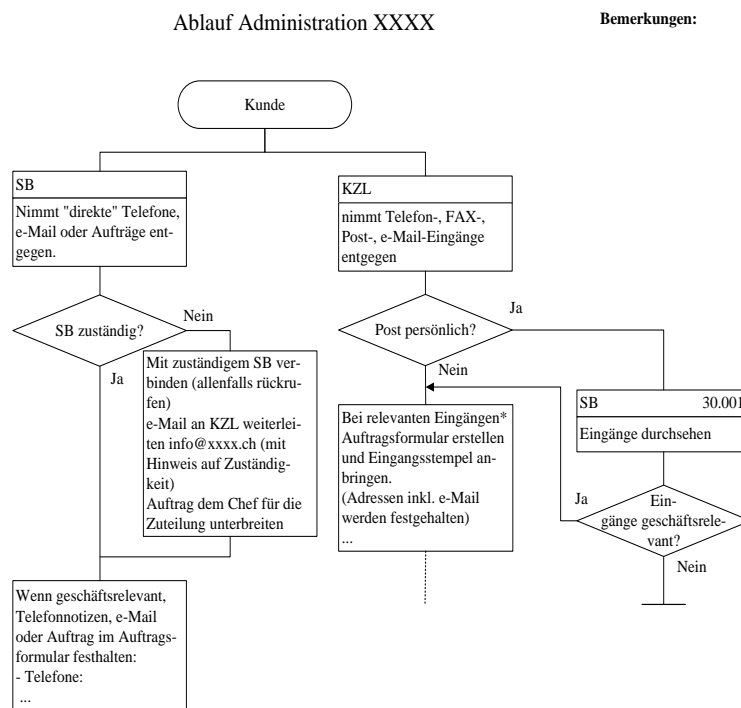 Ablauf Administration XXXX
Bemerkungen:
Kunde
SB
Nimmt "direkte" Telefone,
e-Mail oder Aufträge ent-
gegen.
KZL
nimmt Telefon-, FAX-,
Post-, e-Mail-Eingänge
entgegen
SB zuständig?
Nein
Ja
Mit zuständigem SB ver-
binden (allenfalls rückru-
fen)
e-Mail an KZL weiterlei-
ten info@xxxx.ch (mit
Hinweis auf Zuständig-
keit)
Auftrag dem Chef für die
Zuteilung unterbreiten
Wenn geschäftsrelevant,
Telefonnotizen, e-Mail
oder Auftrag im Auftrags-
formular festhalten:
- Telefone:
...
Post persönlich?
Ja
Nein
Bei relevanten Eingängen*
Auftragsformular erstellen
und Eingangsstempel an-
bringen.
(Adressen inkl. e-Mail
werden festgehalten)
...
SB 30.001
Eingänge durchsehen
Ja
Ein-
gänge geschäftsrele-
vant?
Nein